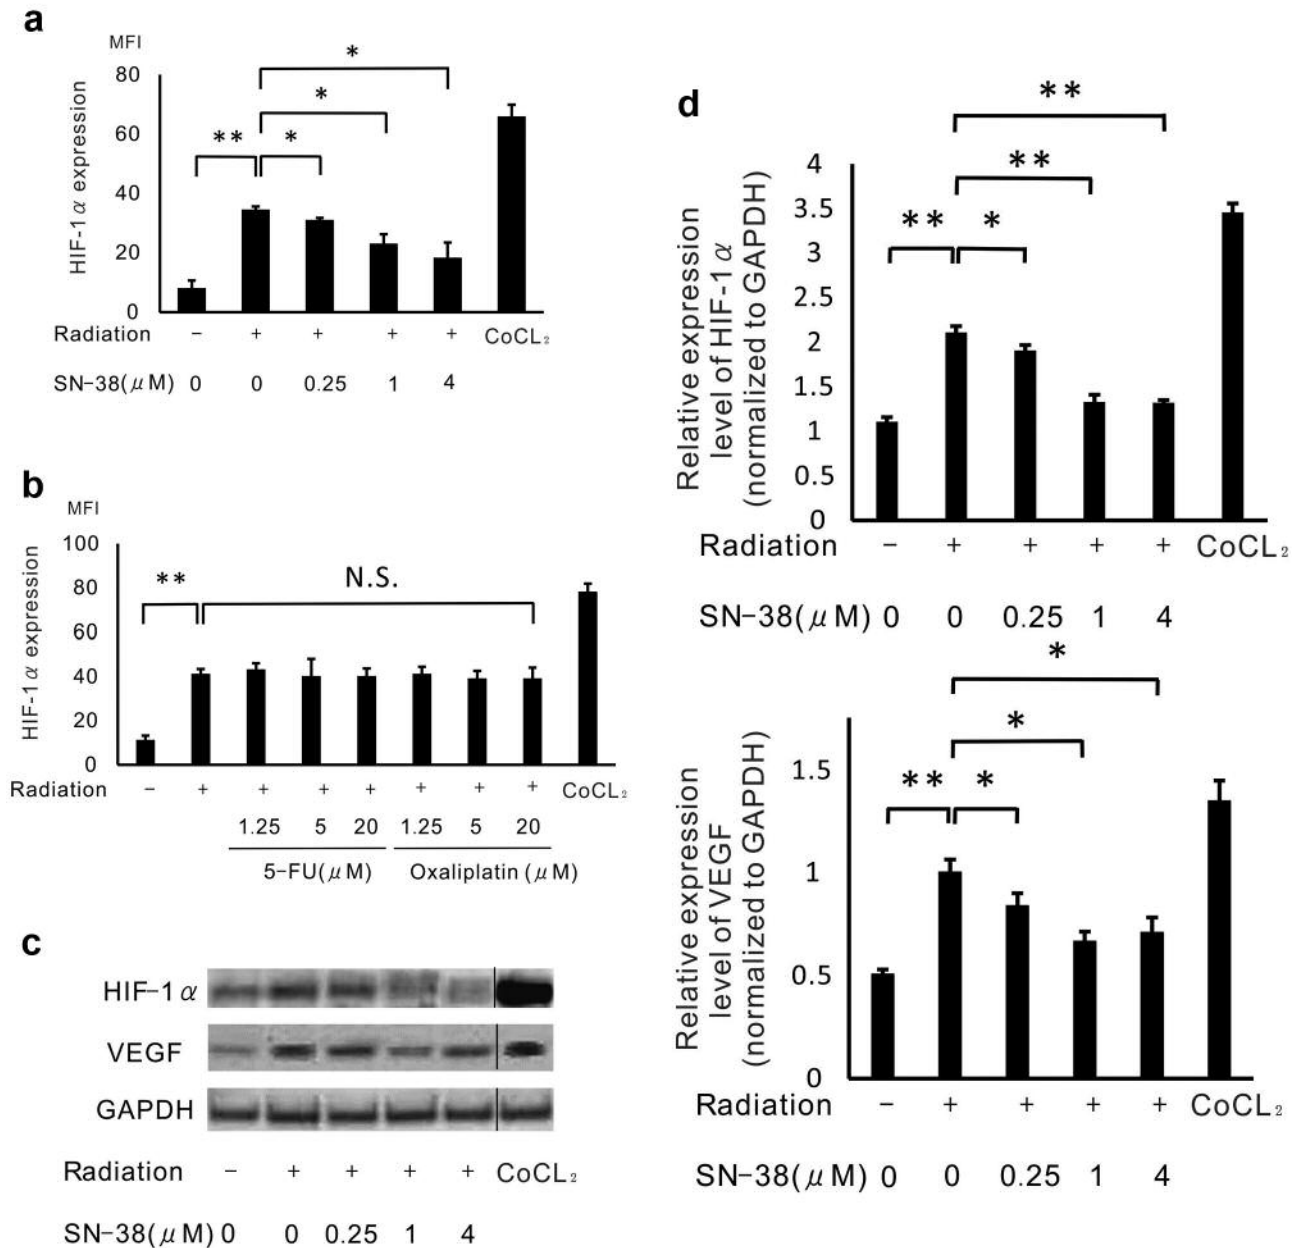 a
MFI
HIF-1α expression
80
60
40
20
0
**
*
*
*
Radiation − + + + + CoCL₂
SN−38(μM) 0 0 0.25 1 4
b
MFI
HIF-1α expression
100
80
60
40
20
0
**
N.S.
Radiation − + + + + + + + CoCL₂
1.25 5 20 1.25 5 20
5−FU(μM) Oxaliplatin (μM)
c
HIF−1α
VEGF
GAPDH
Radiation − + + + + CoCL₂
SN−38(μM) 0 0 0.25 1 4
d
Relative expression
level of HIF-1α
(normalized to GAPDH)
4
3.5
3
2.5
2
1.5
1
0.5
0
**
**
** *
Radiation − + + + + CoCL₂
SN−38(μM) 0 0 0.25 1 4
Relative expression
level of VEGF
(normalized to GAPDH)
1.5
1
0.5
0
*
*
** *
Radiation − + + + + CoCL₂
SN−38(μM) 0 0 0.25 1 4